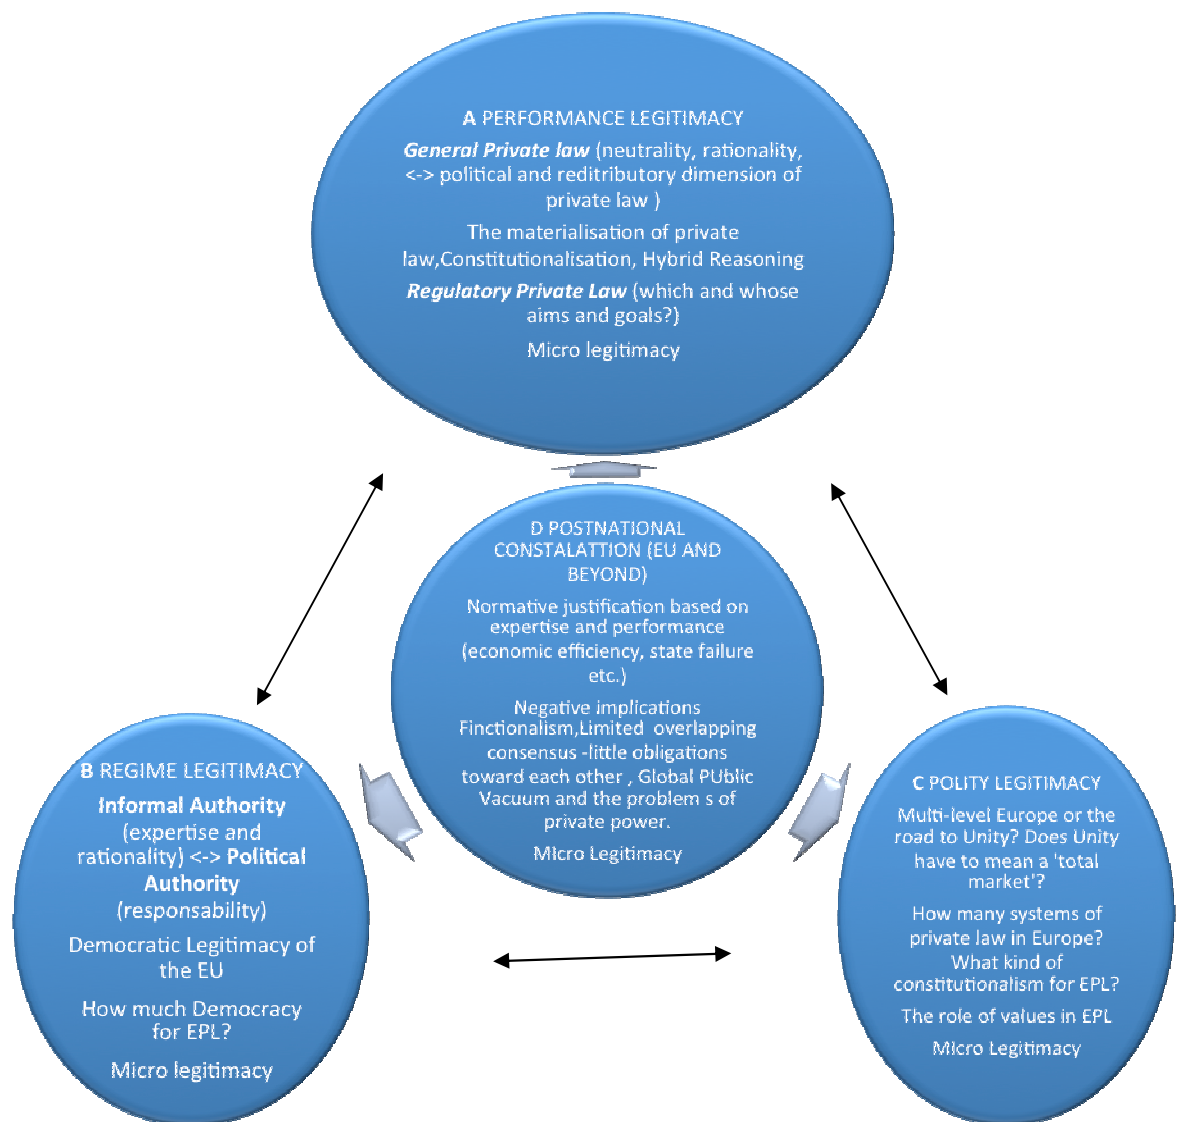 A PERFORMANCE LEGITIMACY
General Private law (neutrality, rationality,
<-> political and reditributory dimension of
private law )
The materialisation of private
law,Constitutionalisation, Hybrid Reasoning
Regulatory Private Law (which and whose
aims and goals?)
Micro legitimacy
D POSTNATIONAL
CONSTALATTION (EU AND
BEYOND)
Normative justification based on
expertise and performance
(economic efficiency, state failure
etc.)
Negative implications
Finctionalism,Limited overlapping
consensus -little obligations
toward each other , Global PUblic
Vacuum and the problem s of
private power.
MIcro Legitimacy
B REGIME LEGITIMACY
Informal Authority
(expertise and
rationality) <-> Political
Authority
(responsability)
Democratic Legitimacy of
the EU
How much Democracy
for EPL?
Micro legitimacy
C POLITY LEGITIMACY
Multi-level Europe or the
road to Unity? Does Unity
have to mean a 'total
market'?
How many systems of
private law in Europe?
What kind of
constitutionalism for EPL?
The role of values in EPL
MIcro Legitimacy